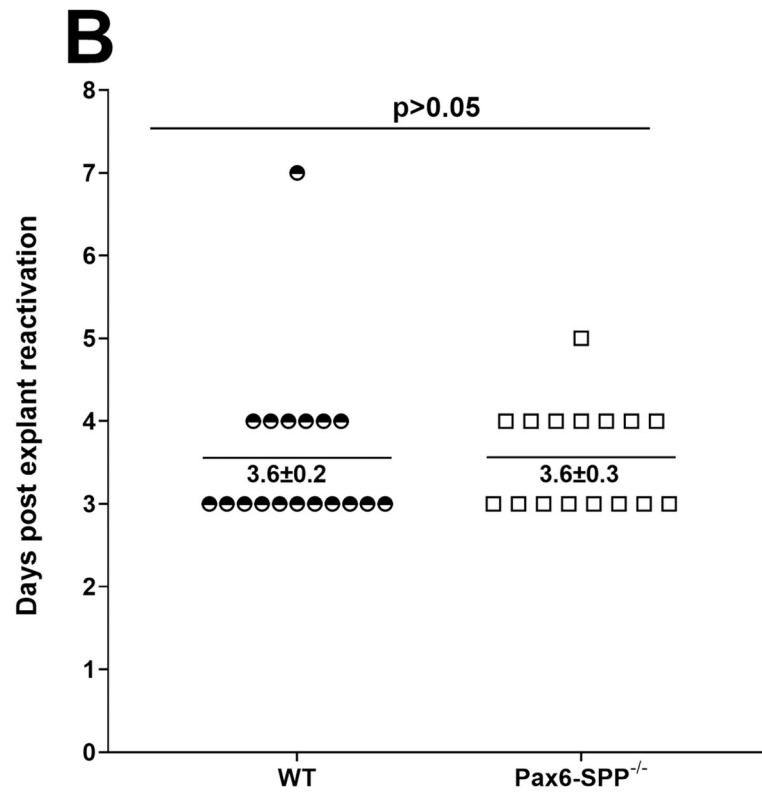 B
p>0.05
8
7
6
5
4
3
2
1
0
Days post explant reactivation
3.6±0.2
3.6±0.3
WT
Pax6-SPP-/-